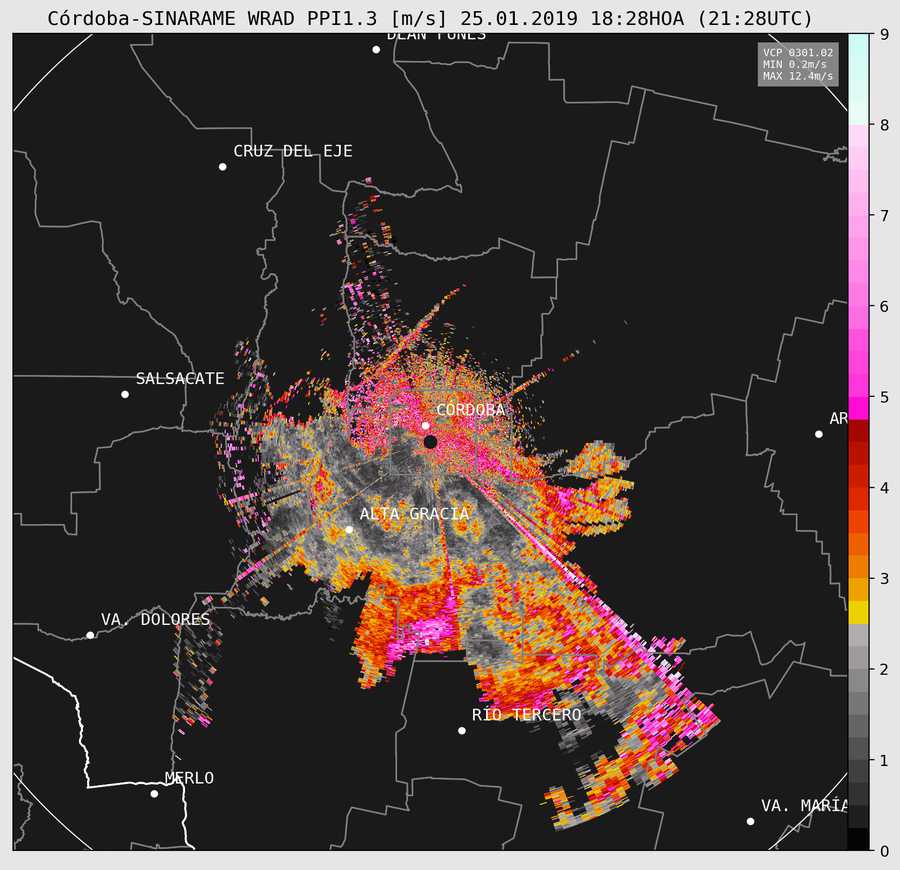 Córdoba-SINARAME WRAD PPI1.3 [m/s] 25.01.2019 18:28HOA (21:28UTC)
DEAN FUNES
VCP 0301.02
MIN 0.2m/s
MAX 12.4m/s
9
8
CRUZ DEL EJE
7
6
SALSACATE
5
CÓRDOBA
AR
4
ALTA GRACIA
3
VA. DOLORES
2
RÍO TERCERO
1
MERLO
VA. MARÍA
0